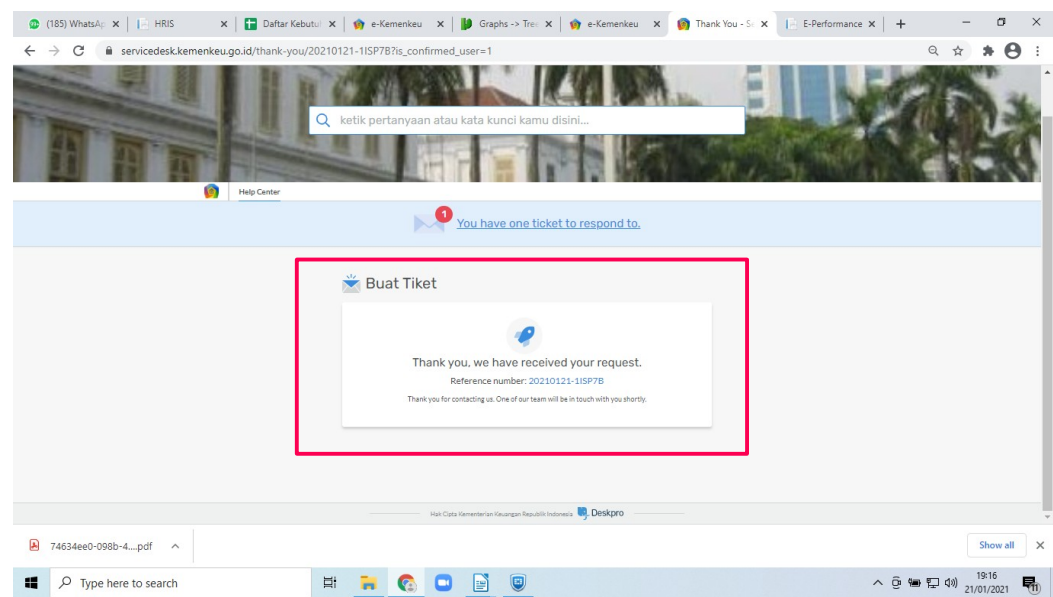 (185) WhatsAp
HRIS
Daftar Kebutul
e-Kemenkeu
Graphs -> Tree
e-Kemenkeu
Thank You - Se
E-Performance
servicedesk.kemenkeu.go.id/thank-you/20210121-1ISP7B?is_confirmed_user=1
ketik pertanyaan atau kata kunci kamu disini...
Help Center
1
You have one ticket to respond to.
Buat Tiket
Thank you, we have received your request.
Reference number: 20210121-1ISP7B
Thank you for contacting us. One of our team will be in touch with you shortly.
Hak Cipta Kementerian Keuangan Republik Indonesia Deskpro
74634ee0-098b-4....pdf
Show all
Type here to search
19:16
21/01/2021